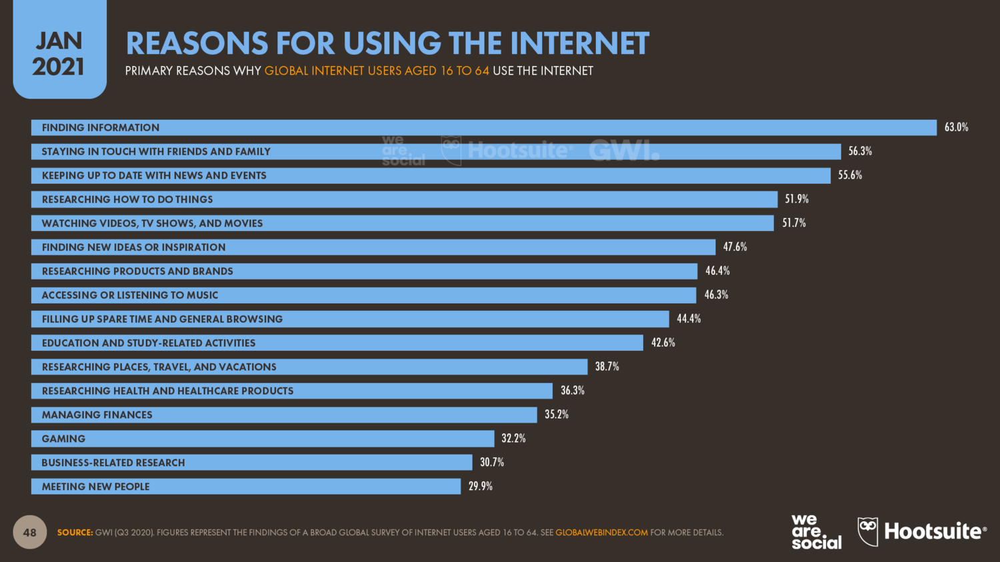 JAN
2021
REASONS FOR USING THE INTERNET
PRIMARY REASONS WHY GLOBAL INTERNET USERS AGED 16 TO 64 USE THE INTERNET
FINDING INFORMATION 63.0%
we
are.
social Hootsuite® GWI.
STAYING IN TOUCH WITH FRIENDS AND FAMILY 56.3%
KEEPING UP TO DATE WITH NEWS AND EVENTS 55.6%
RESEARCHING HOW TO DO THINGS 51.9%
WATCHING VIDEOS, TV SHOWS, AND MOVIES 51.7%
FINDING NEW IDEAS OR INSPIRATION 47.6%
RESEARCHING PRODUCTS AND BRANDS 46.4%
ACCESSING OR LISTENING TO MUSIC 46.3%
FILLING UP SPARE TIME AND GENERAL BROWSING 44.4%
EDUCATION AND STUDY-RELATED ACTIVITIES 42.6%
RESEARCHING PLACES, TRAVEL, AND VACATIONS 38.7%
RESEARCHING HEALTH AND HEALTHCARE PRODUCTS 36.3%
MANAGING FINANCES 35.2%
GAMING 32.2%
BUSINESS-RELATED RESEARCH 30.7%
MEETING NEW PEOPLE 29.9%
48 SOURCE: GWI (Q3 2020). FIGURES REPRESENT THE FINDINGS OF A BROAD GLOBAL SURVEY OF INTERNET USERS AGED 16 TO 64. SEE GLOBALWEBINDEX.COM FOR MORE DETAILS.
we
are.
social
Hootsuite®